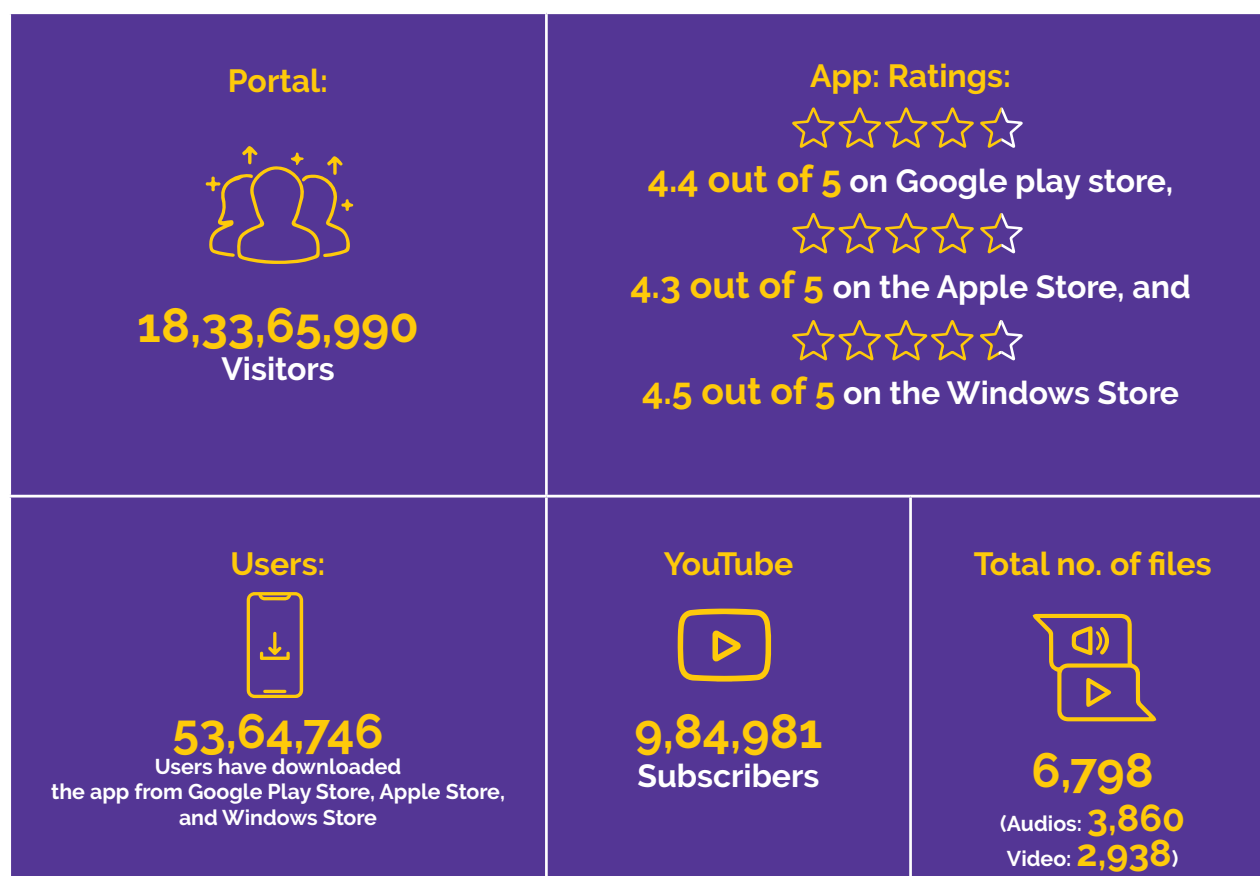 Portal:
18,33,65,990
Visitors
App: Ratings:
4.4 out of 5 on Google play store,
4.3 out of 5 on the Apple Store, and
4.5 out of 5 on the Windows Store
Users:
53,64,746
Users have downloaded
the app from Google Play Store, Apple Store,
and Windows Store
YouTube
9,84,981
Subscribers
Total no. of files
6,798
(Audios: 3,860
Video: 2,938)